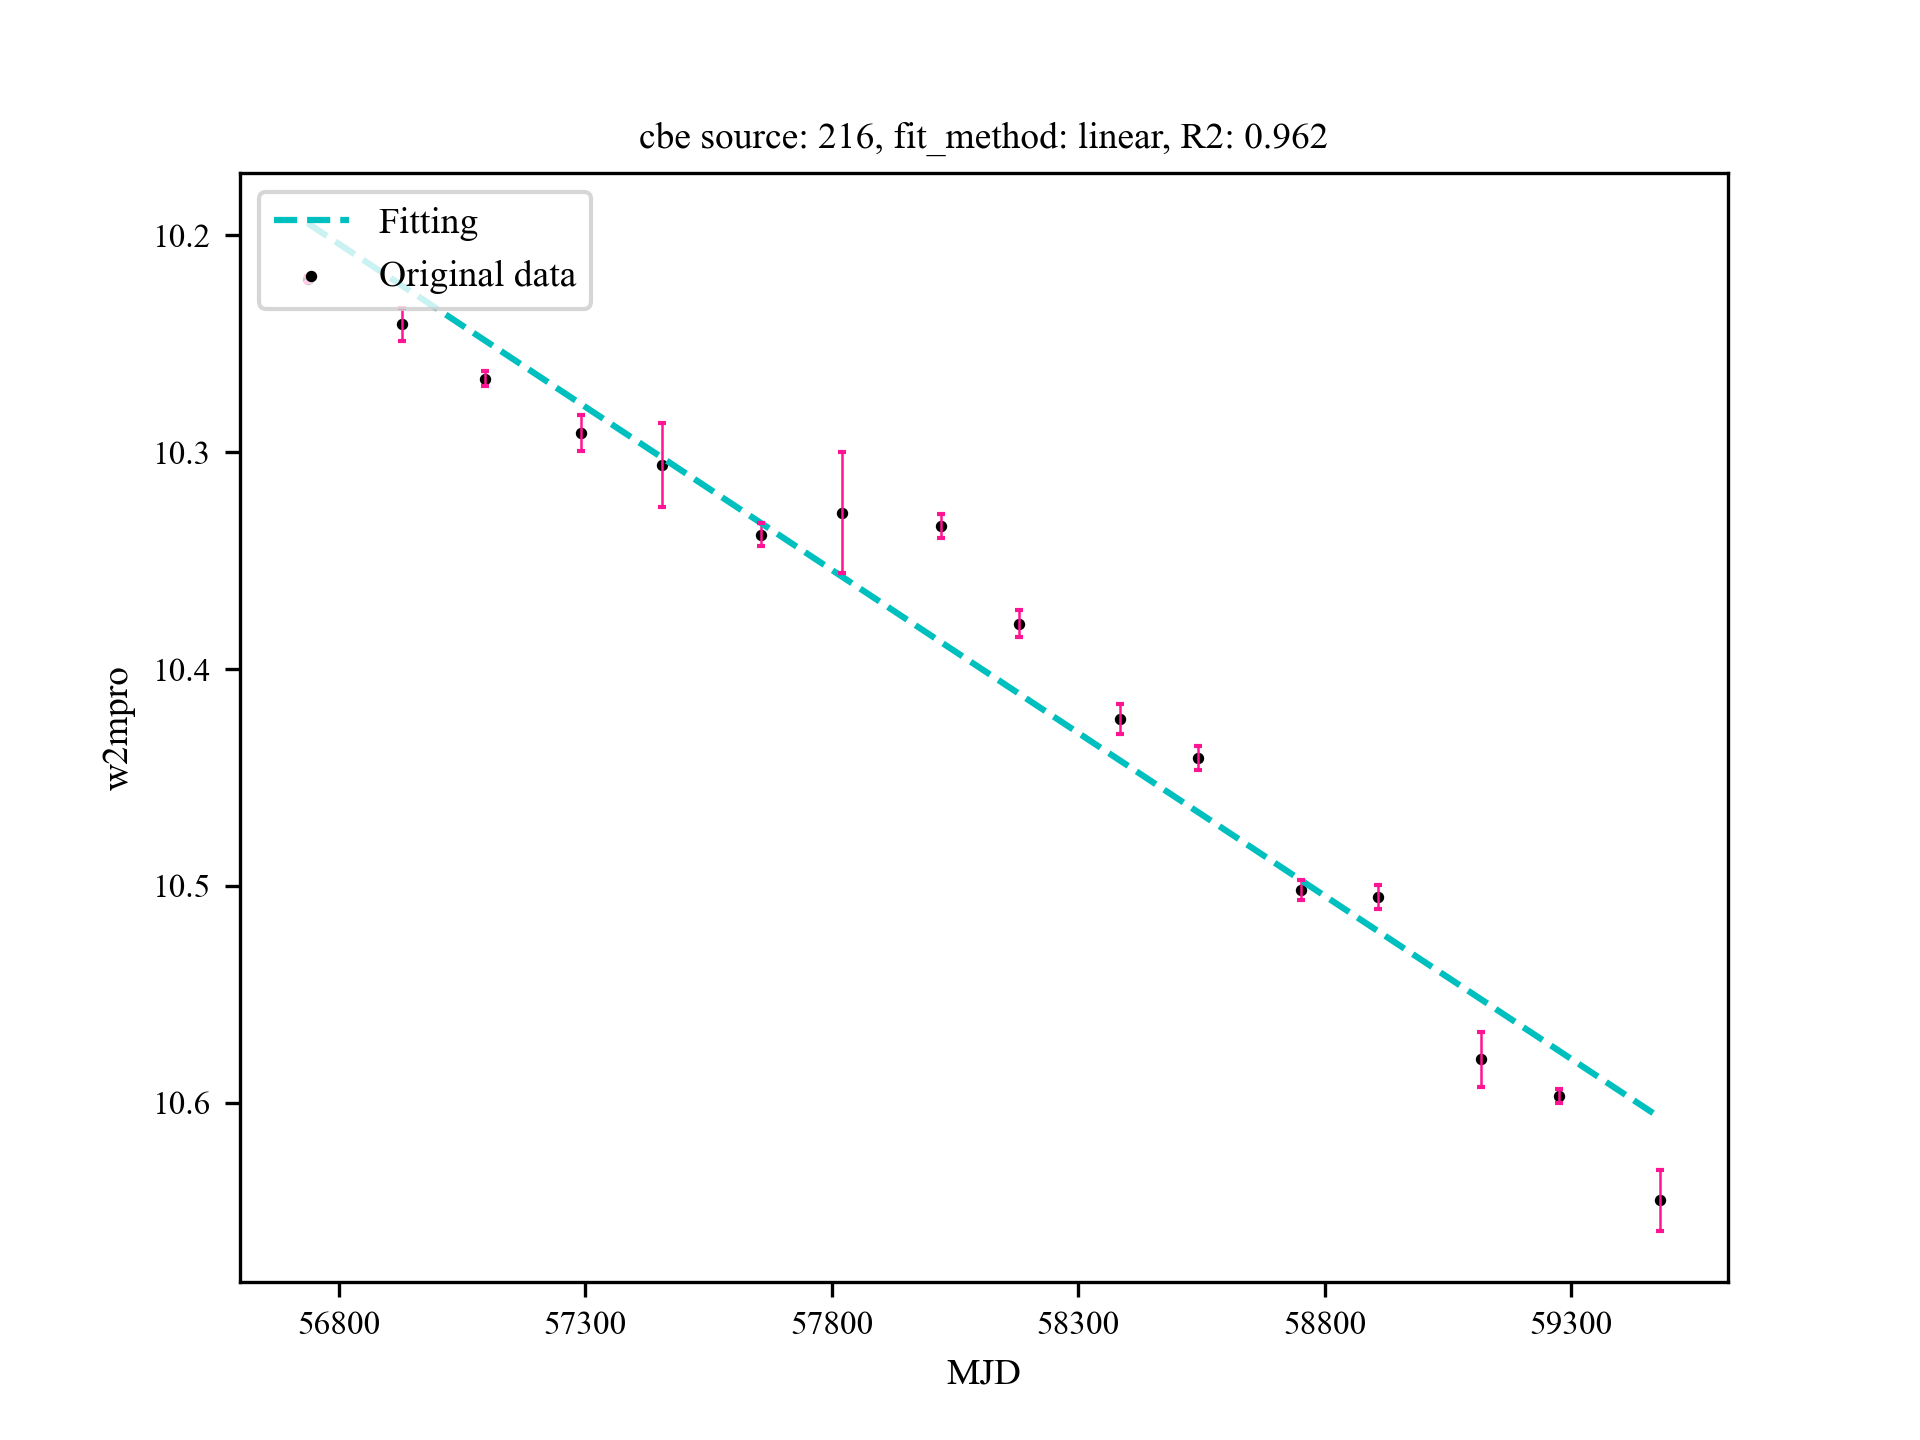 cbe source: 216, fit_method: linear, R2: 0.962
Fitting
Original data
10.2
10.3
10.4
10.5
10.6
w2mpro
56800 57300 57800 58300 58800 59300
MJD